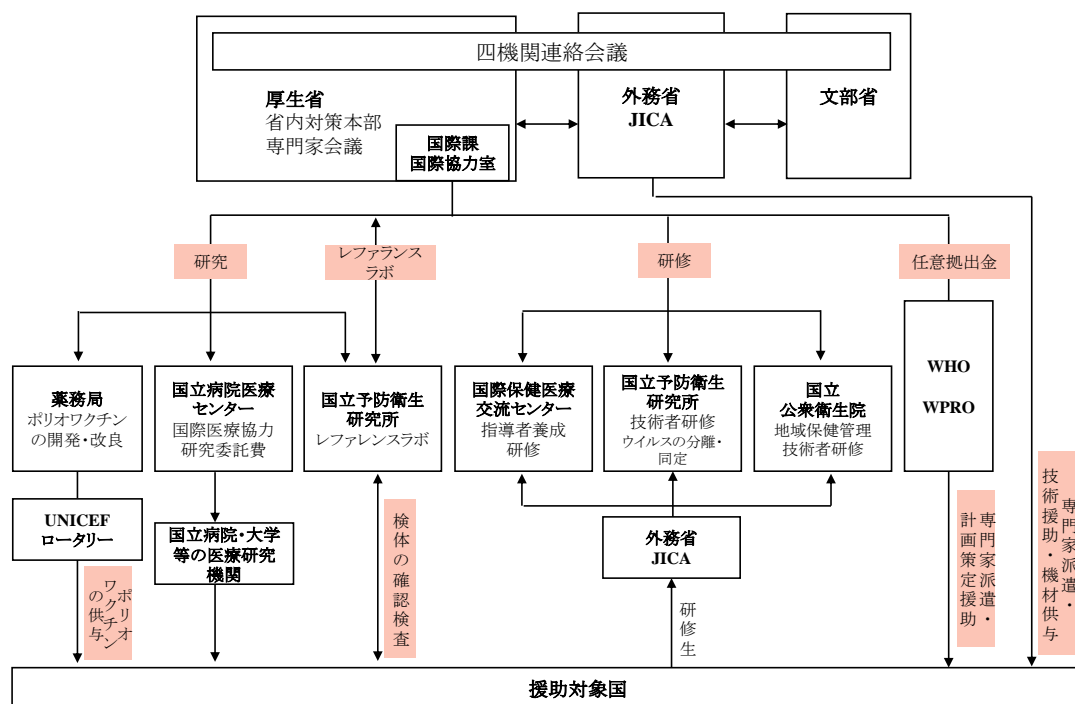 四機関連絡会議
厚生省
省内対策本部
専門家会議
国際課
国際協力室
外務省
JICA
文部省
研究
レファランス
ラボ
研修
任意拠出金
薬務局
ポリオワクチン
の開発・改良
国立病院医療
センター
国際医療協力
研究委託費
国立予防衛生
研究所
レファレンスラボ
国際保健医療
交流センター
指導者養成
研修
国立予防衛生
研究所
技術者研修
ウイルスの分離・
同定
国立
公衆衛生院
地域保健管理
技術者研修
WHO
WPRO
UNICEF
ロータリー
国立病院・大学
等の医療研究
機関
外務省
JICA
ポリオ
ワクチン
の供与
検体の確認検査
研修生
専門家派遣・
計画策定援助
専門家派遣・
技術援助・機材供与
援助対象国